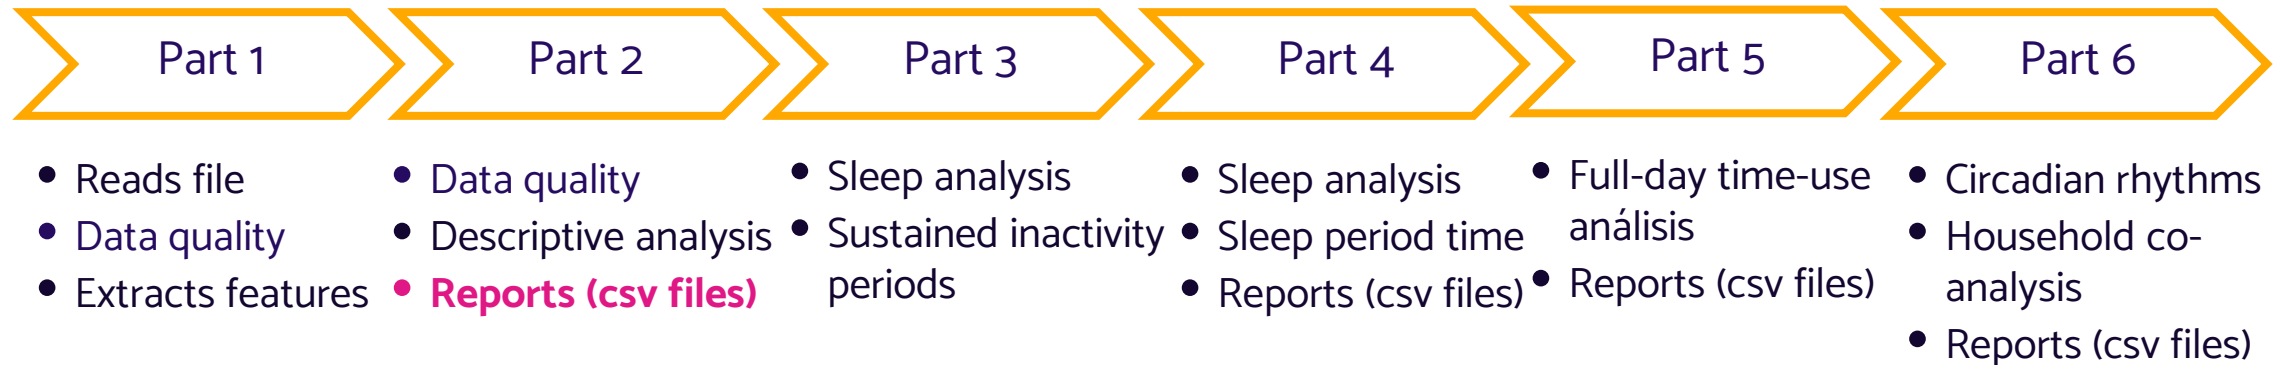 Part 1
• Reads file
• Data quality
• Extracts features
Part 2
• Data quality
• Descriptive analysis
• Reports (csv files)
Part 3
• Sleep analysis
• Sustained inactivity
periods
Part 4
• Sleep analysis
• Sleep period time
• Reports (csv files)
Part 5
• Full-day time-use
análisis
• Reports (csv files)
Part 6
• Circadian rhythms
• Household co-
analysis
• Reports (csv files)